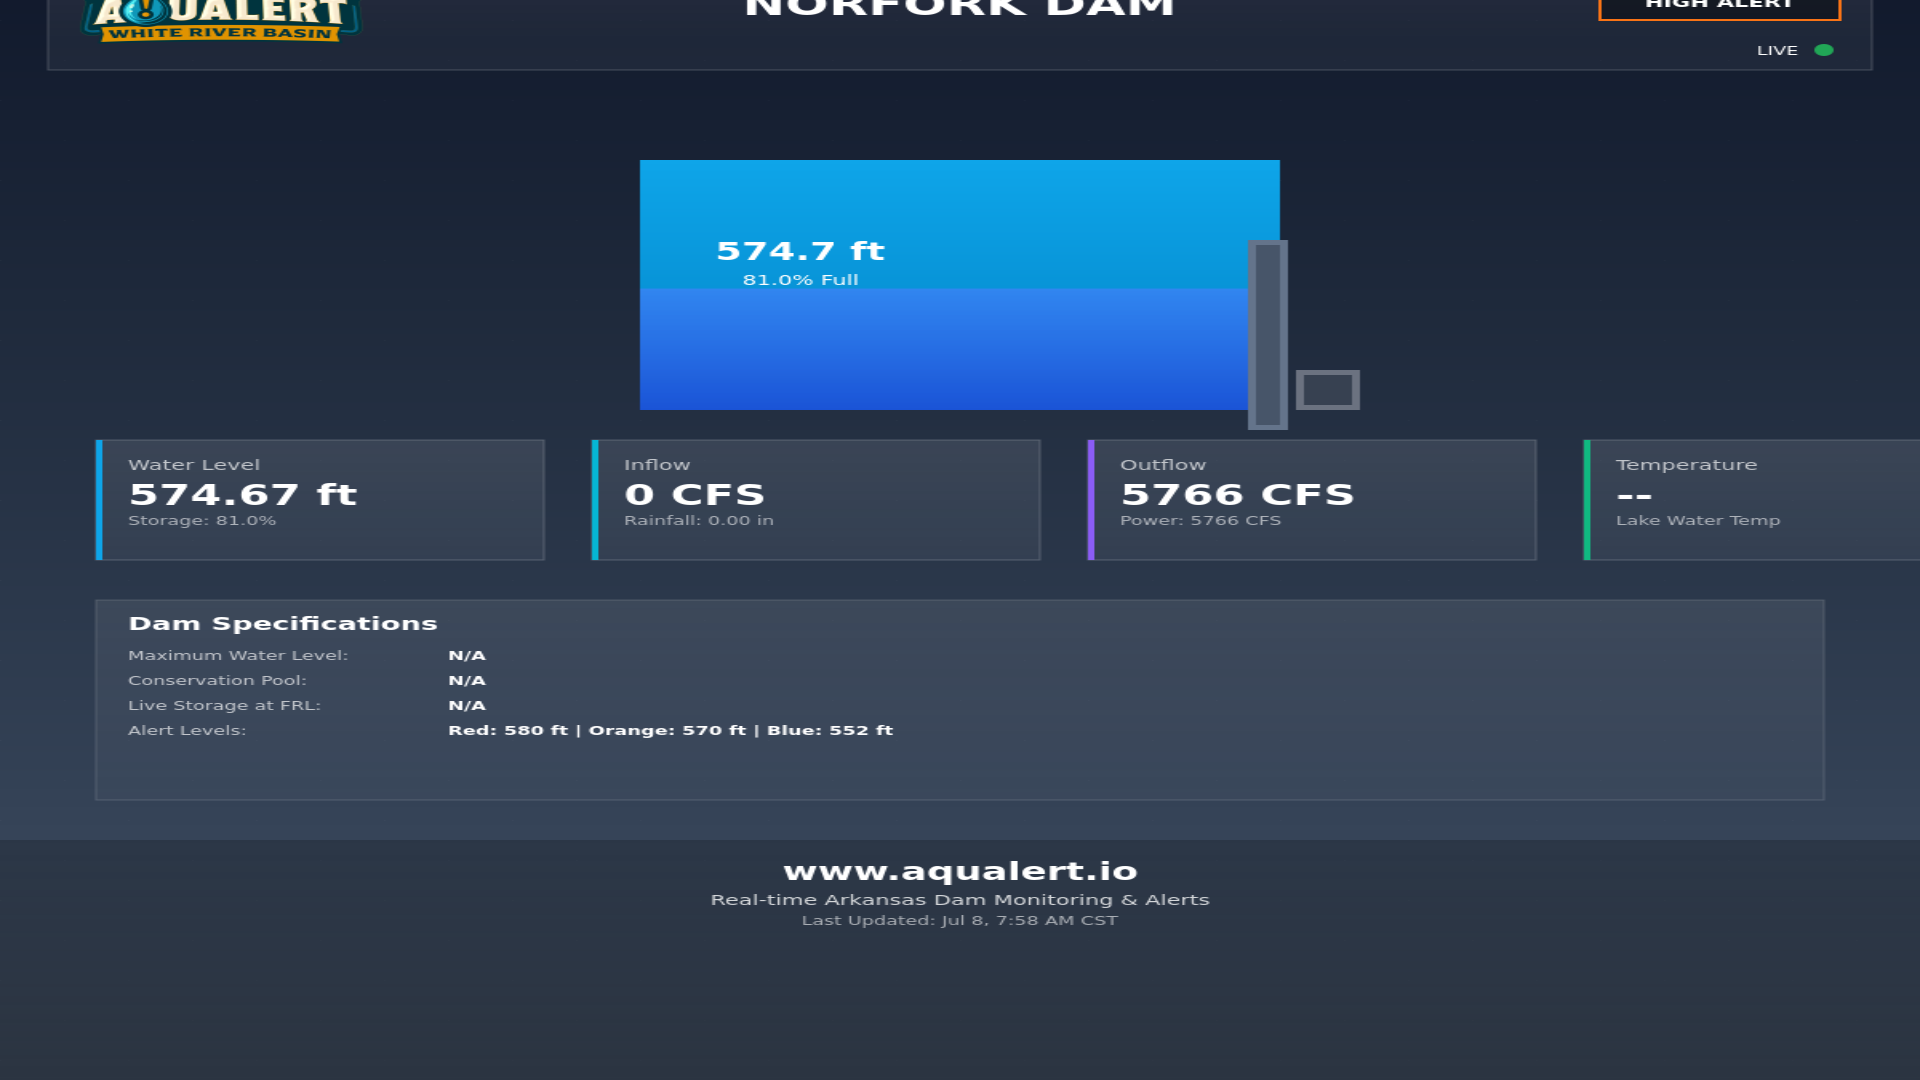 AQUALERT
WHITE RIVER BASIN
NORFORK DAM
HIGH ALERT
LIVE
574.7 ft
81.0% Full
Water Level
574.67 ft
Storage: 81.0%
Inflow
0 CFS
Rainfall: 0.00 in
Outflow
5766 CFS
Power: 5766 CFS
Temperature
--
Lake Water Temp
Dam Specifications
Maximum Water Level: N/A
Conservation Pool: N/A
Live Storage at FRL: N/A
Alert Levels: Red: 580 ft | Orange: 570 ft | Blue: 552 ft
www.aqualert.io
Real-time Arkansas Dam Monitoring & Alerts
Last Updated: Jul 8, 7:58 AM CST